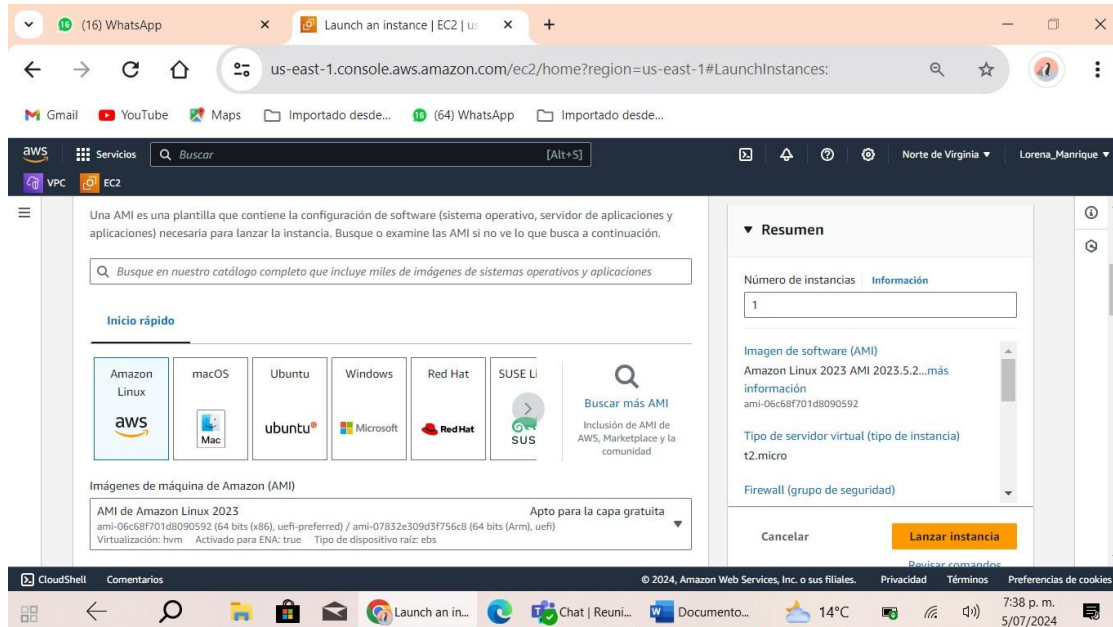 16 (16) WhatsApp
Launch an instance | EC2 | us
us-east-1.console.aws.amazon.com/ec2/home?region=us-east-1#LaunchInstances:
Gmail YouTube Maps Importado desde... 16 (64) WhatsApp Importado desde...
aws Servicios Buscar [Alt+S] Norte de Virginia Lorena_Manrique
VPC EC2
Una AMI es una plantilla que contiene la configuración de software (sistema operativo, servidor de aplicaciones y
aplicaciones) necesaria para lanzar la instancia. Busque o examine las AMI si no ve lo que busca a continuación.
Busque en nuestro catálogo completo que incluye miles de imágenes de sistemas operativos y aplicaciones
Inicio rápido
Amazon
Linux
aws
macOS
Mac
Ubuntu
ubuntu
Windows
Microsoft
Red Hat
Red Hat
SUSE Li
SUS
Buscar más AMI
Inclusión de AMI de
AWS, Marketplace y la
comunidad
Imágenes de máquina de Amazon (AMI)
AMI de Amazon Linux 2023 Apto para la capa gratuita
ami-06c68f701d8090592 (64 bits (x86), uefi-preferred) / ami-07832e309d3f756c8 (64 bits (Arm), uefi)
Virtualización: hvm Activado para ENA: true Tipo de dispositivo raíz: ebs
Resumen
Número de instancias Información
1
Imagen de software (AMI)
Amazon Linux 2023 AMI 2023.5.2...más
información
ami-06c68f701d8090592
Tipo de servidor virtual (tipo de instancia)
t2.micro
Firewall (grupo de seguridad)
Cancelar Lanzar instancia
Revisar comandos
CloudShell Comentarios © 2024, Amazon Web Services, Inc. o sus filiales. Privacidad Términos Preferencias de cookies
Launch an in... Chat | Reuni... Documento... 14°C 7:38 p. m.
5/07/2024